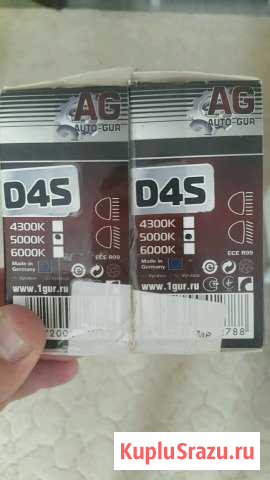 AG
AUTO-GUR
D4S
4300K
5000K
6000K
ECE R99
Made in
Germany
www.1gur.ru
AG
AUTO-GUR
D4S
4300K
5000K
6000K
ECE R99
Made in
Germany
www.1gur.ru
788
KupluSrazu.ru